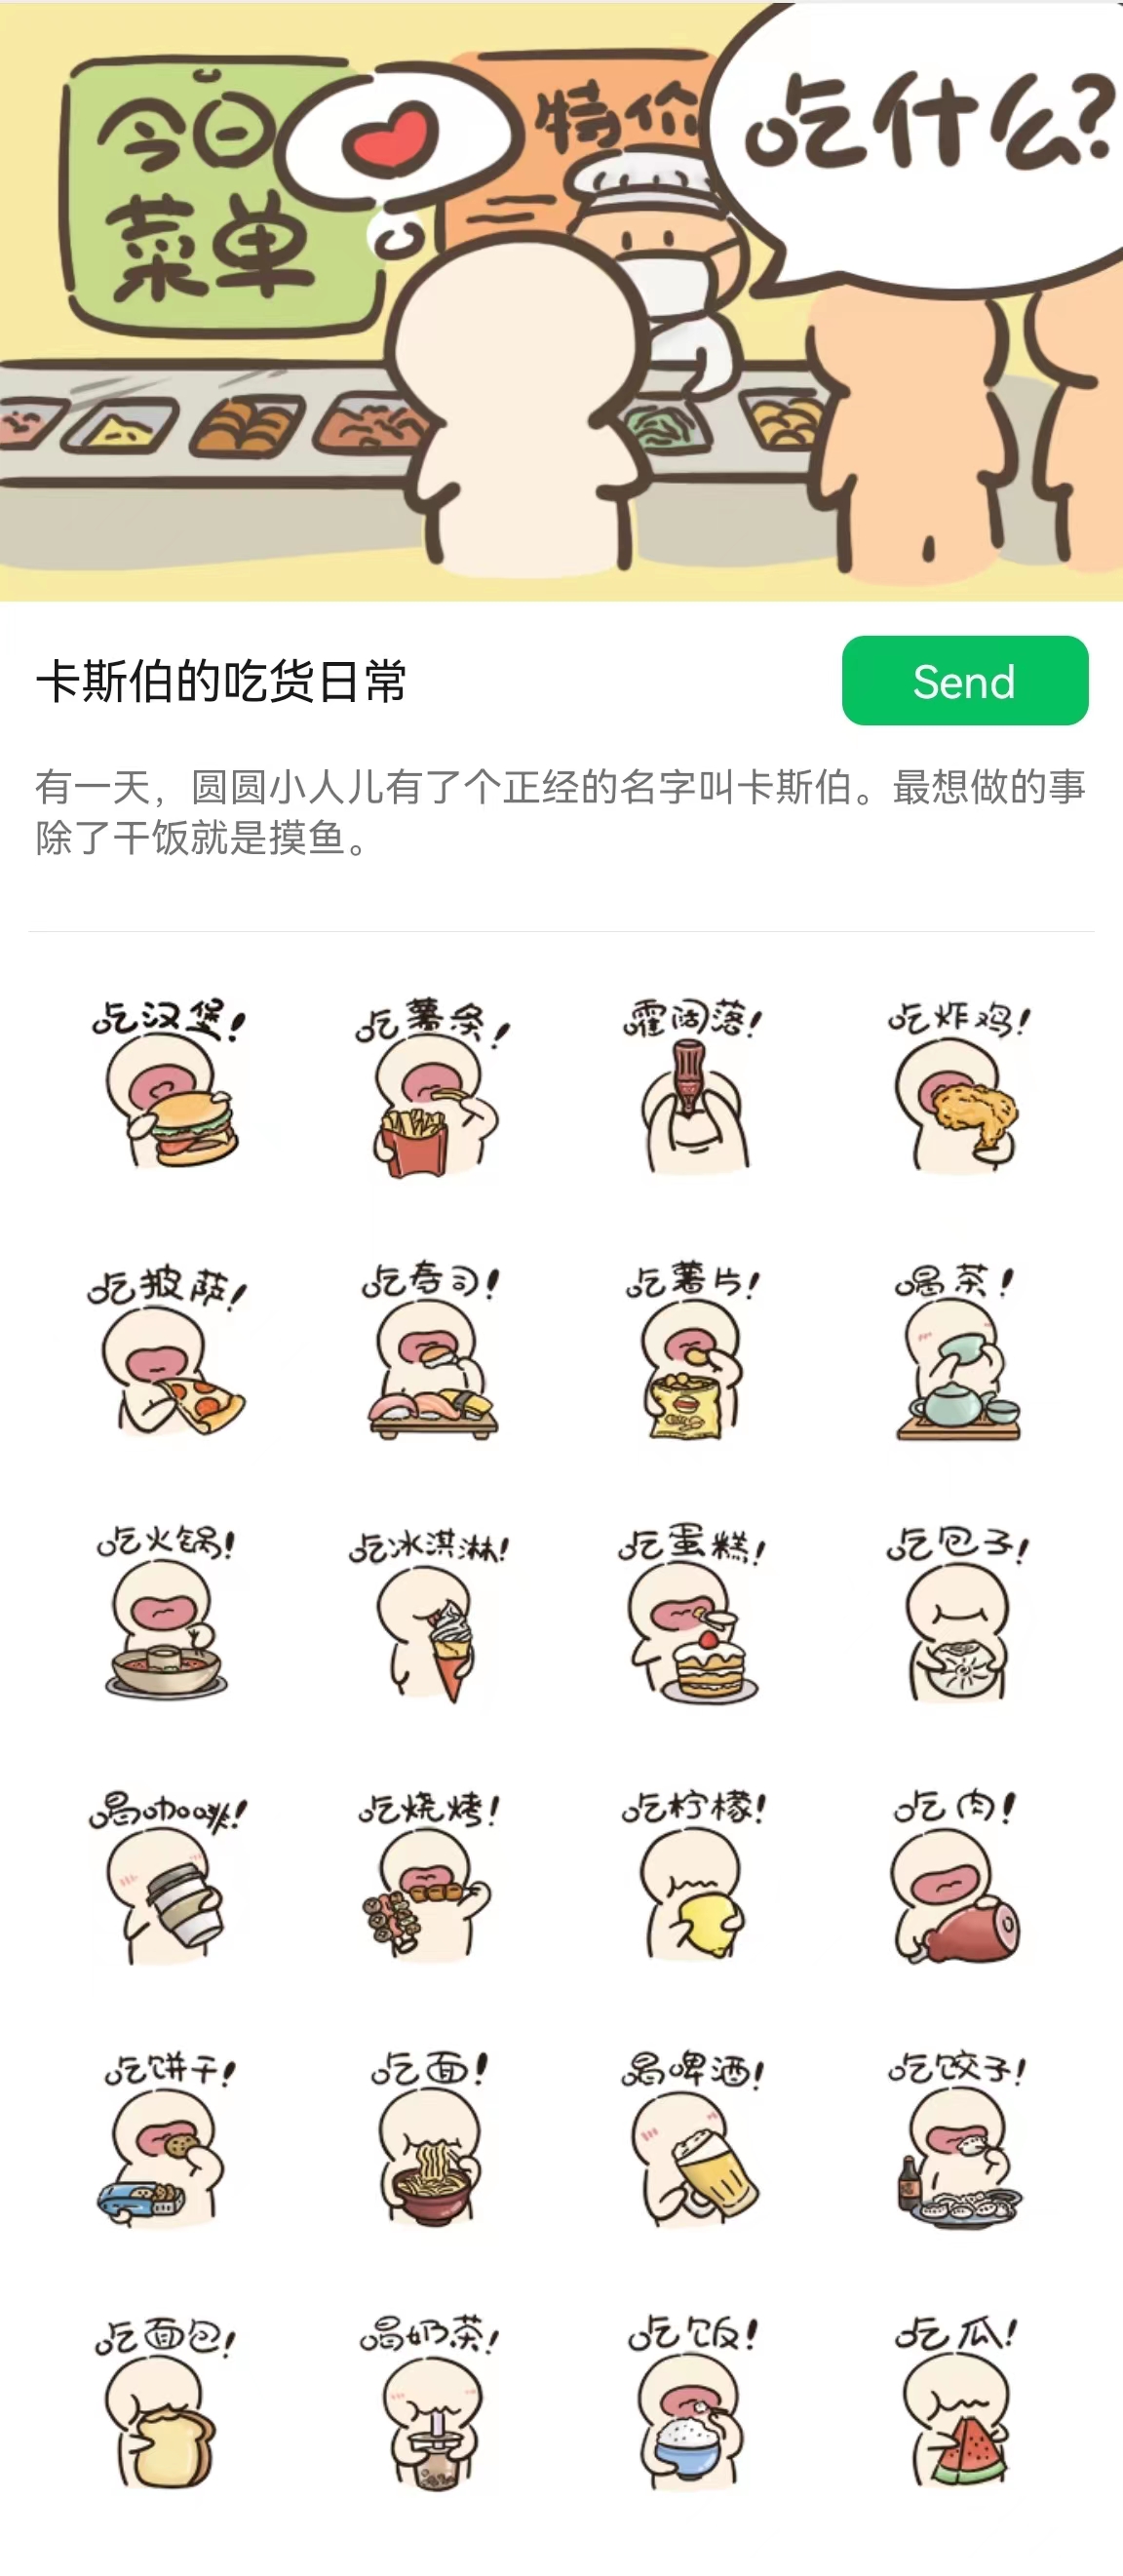 今日
菜单
特价
吃什么?
卡斯伯的吃货日常
Send
有一天，圆圆小人儿有了个正经的名字叫卡斯伯。最想做的事
除了干饭就是摸鱼。
吃汉堡!
吃薯条!
霍阔落!
吃炸鸡!
吃披萨!
吃寿司!
吃薯片!
喝茶!
吃火锅!
吃冰淇淋!
吃蛋糕!
吃包子!
喝咖啡!
吃烧烤!
吃柠檬!
吃肉!
吃饼干!
吃面!
喝啤酒!
吃饺子!
吃面包!
喝奶茶!
吃饭!
吃瓜!